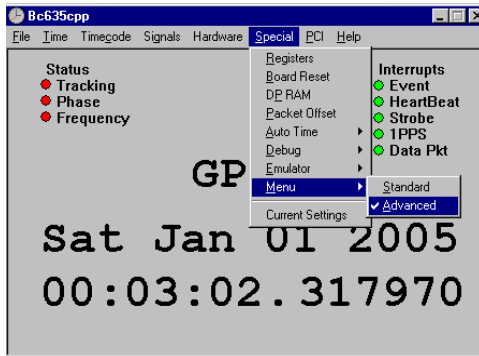 Bc635cpp
File Time Timecode Signals Hardware Special PCI Help
Status
Tracking
Phase
Frequency
Registers
Board Reset
DP RAM
Packet Offset
Auto Time
Debug
Emulator
Menu
Current Settings
Standard
Advanced
Interrupts
Event
HeartBeat
Strobe
1PPS
Data Pkt
GP
Sat Jan 01 2005
00:03:02.317970